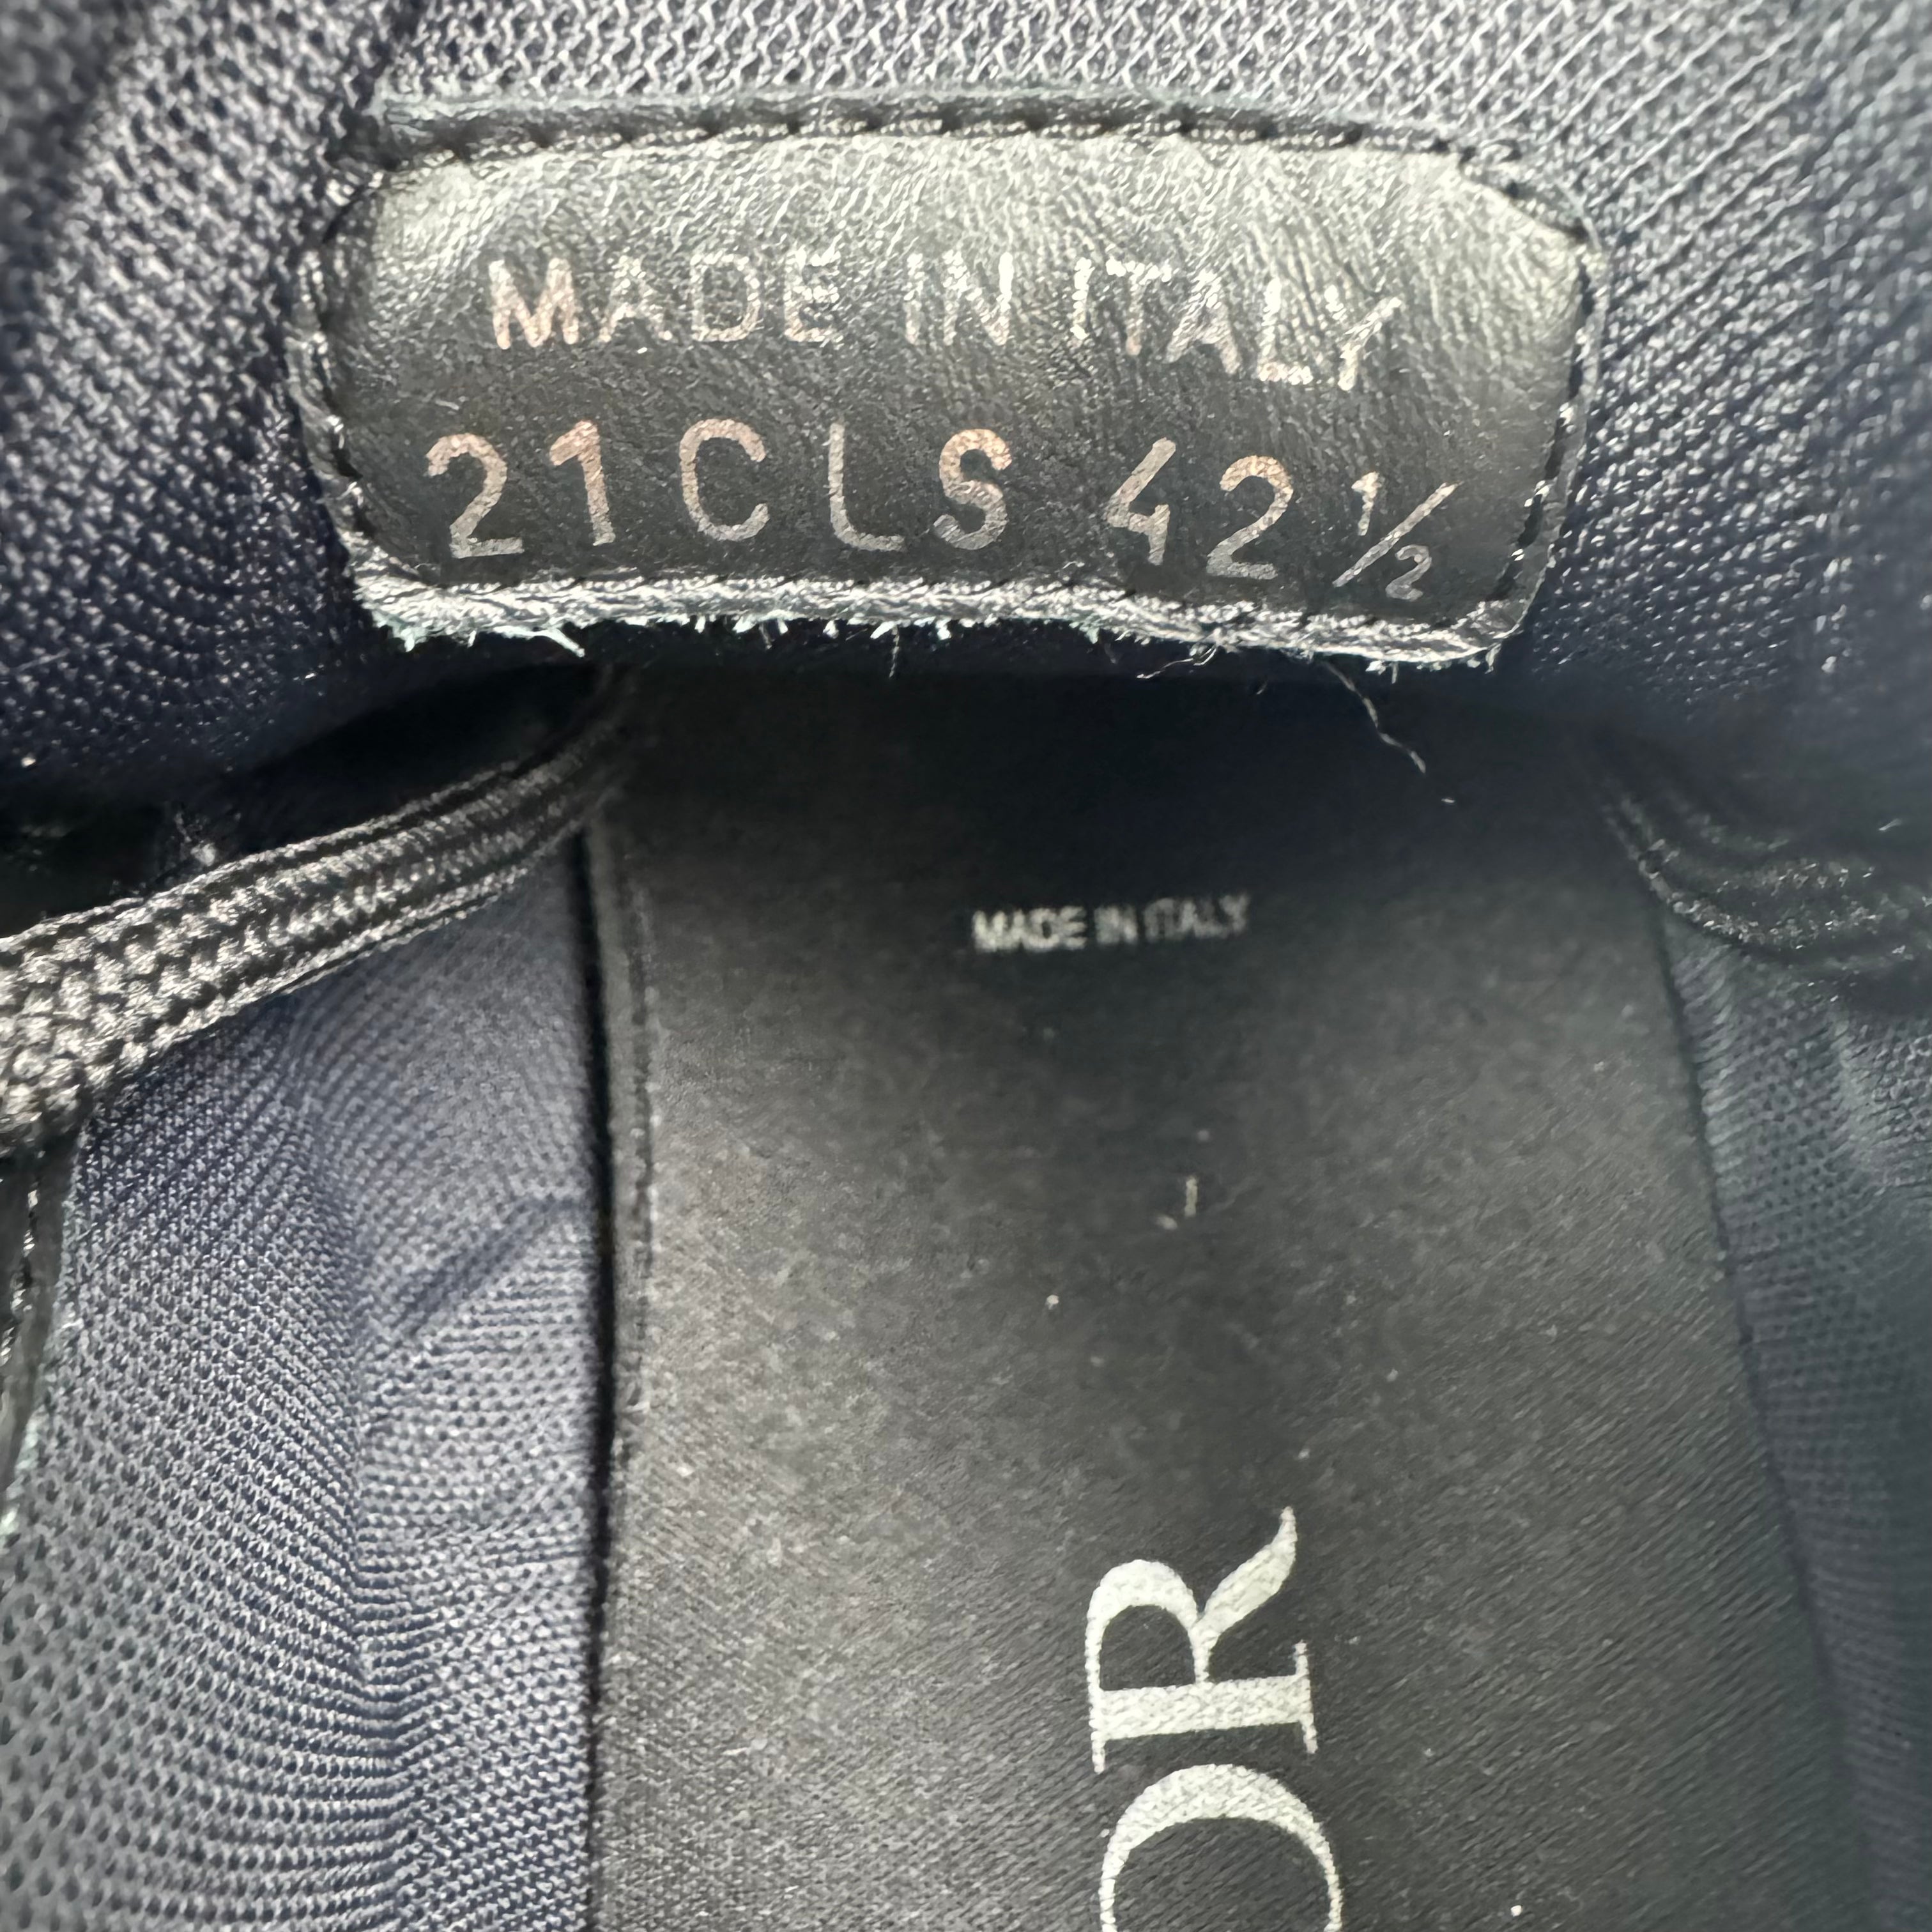 MADE IN ITALY
21CLS 42½
MADE IN ITALY
OR